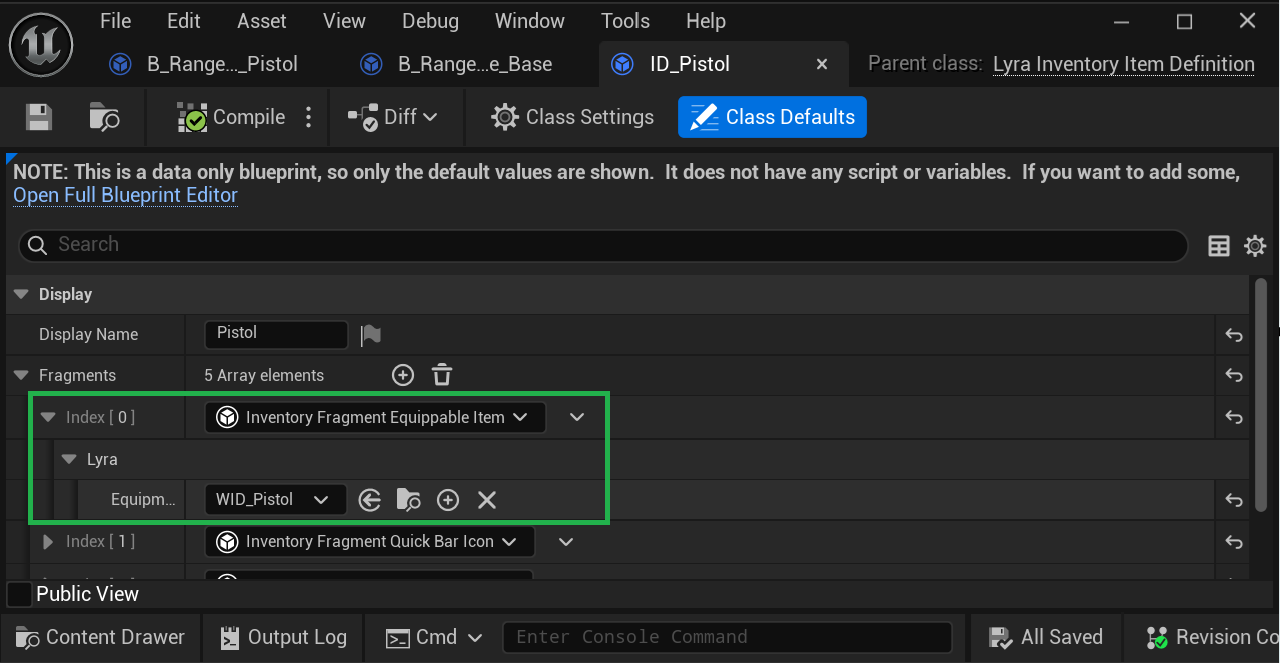 File Edit Asset View Debug Window Tools Help
B_Range..._Pistol B_Range...e_Base ID_Pistol Parent class: Lyra Inventory Item Definition
Compile Diff Class Settings Class Defaults
NOTE: This is a data only blueprint, so only the default values are shown. It does not have any script or variables. If you want to add some,
Open Full Blueprint Editor
Search
Display
Display Name Pistol
Fragments 5 Array elements
Index [ 0 ] Inventory Fragment Equippable Item
Lyra
Equipm... WID_Pistol
Index [ 1 ] Inventory Fragment Quick Bar Icon
Public View
Content Drawer Output Log Cmd Enter Console Command All Saved Revision Co